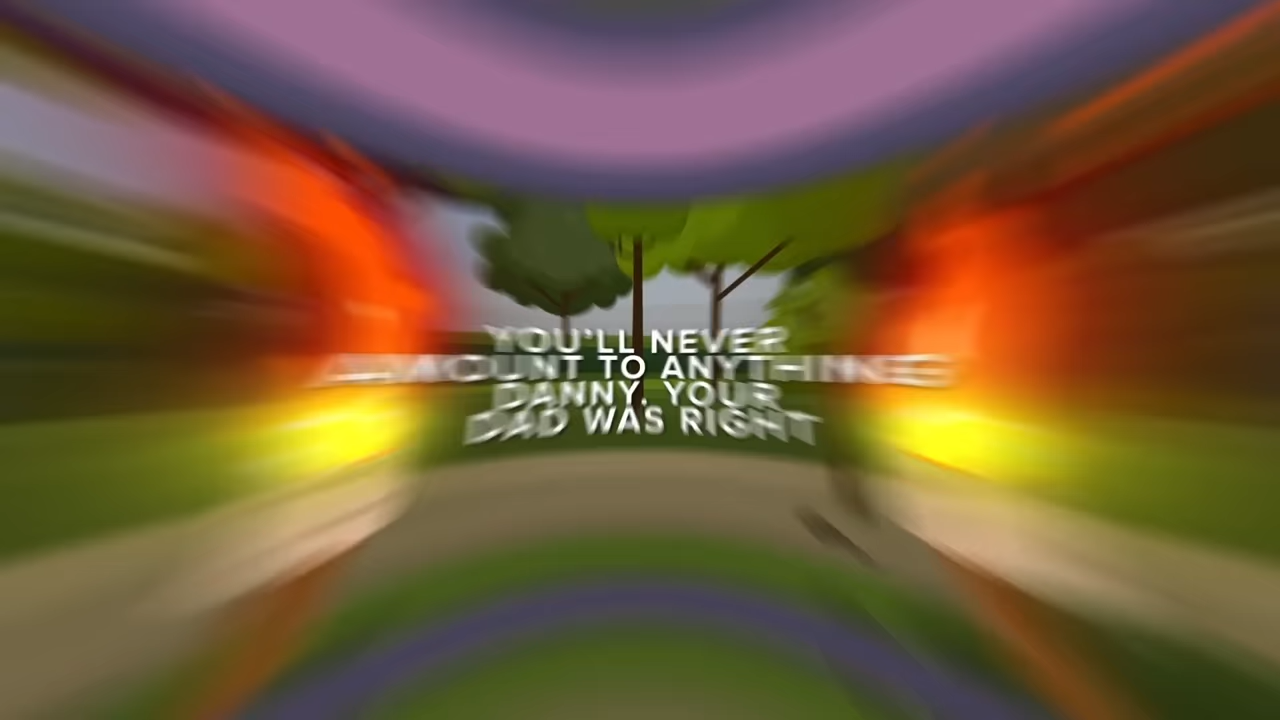 YOU'LL NEVER
AMOUNT TO ANYTHING
DANNY. YOUR
DAD WAS RIGHT